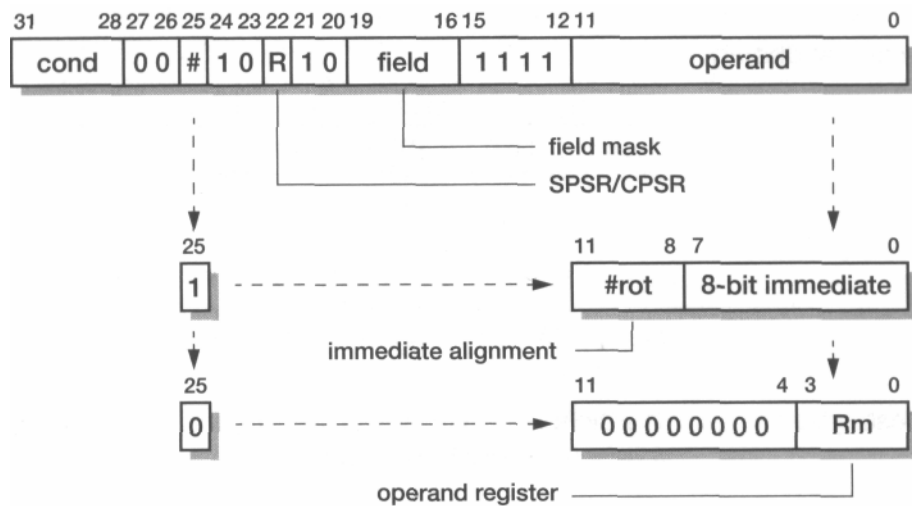 31 28 27 26 25 24 23 22 21 20 19 16 15 12 11 0
cond 0 0 # 1 0 R 1 0 field 1 1 1 1 operand
field mask
SPSR/CPSR
25 11 8 7 0
1 #rot 8-bit immediate
immediate alignment
25 11 4 3 0
0 0 0 0 0 0 0 0 0 Rm
operand register